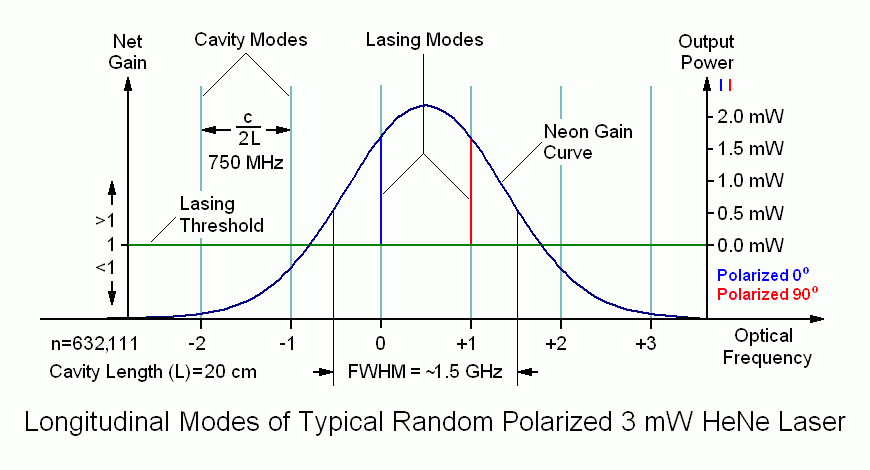 Net
Gain
Cavity Modes
Lasing Modes
Output
Power
c
2L
750 MHz
Neon Gain
Curve
2.0 mW
1.5 mW
1.0 mW
0.5 mW
0.0 mW
Lasing
Threshold
>1
1
<1
Polarized 0⁰
Polarized 90⁰
n=632,111
-2
-1
0
+1
+2
+3
Optical
Frequency
Cavity Length (L)=20 cm
FWHM = ~1.5 GHz
Longitudinal Modes of Typical Random Polarized 3 mW HeNe Laser